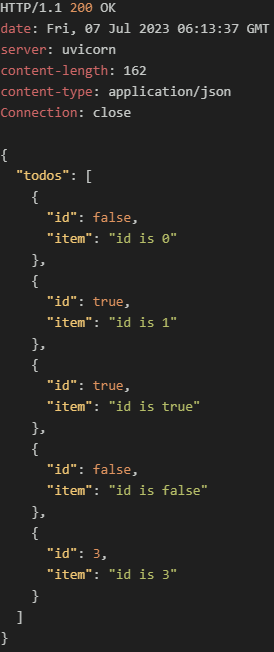 HTTP/1.1 200 OK
date: Fri, 07 Jul 2023 06:13:37 GMT
server: uvicorn
content-length: 162
content-type: application/json
Connection: close

{
  "todos": [
    {
      "id": false,
      "item": "id is 0"
    },
    {
      "id": true,
      "item": "id is 1"
    },
    {
      "id": true,
      "item": "id is true"
    },
    {
      "id": false,
      "item": "id is false"
    },
    {
      "id": 3,
      "item": "id is 3"
    }
  ]
}